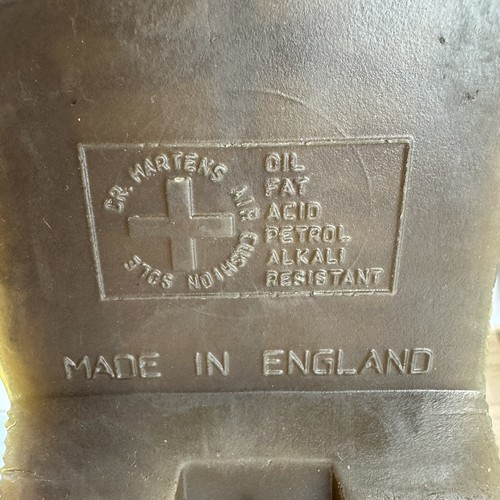 DR. MARTENS AIR CUSHION SOLE
OIL
FAT
ACID
PETROL
ALKALI
RESISTANT
MADE IN ENGLAND